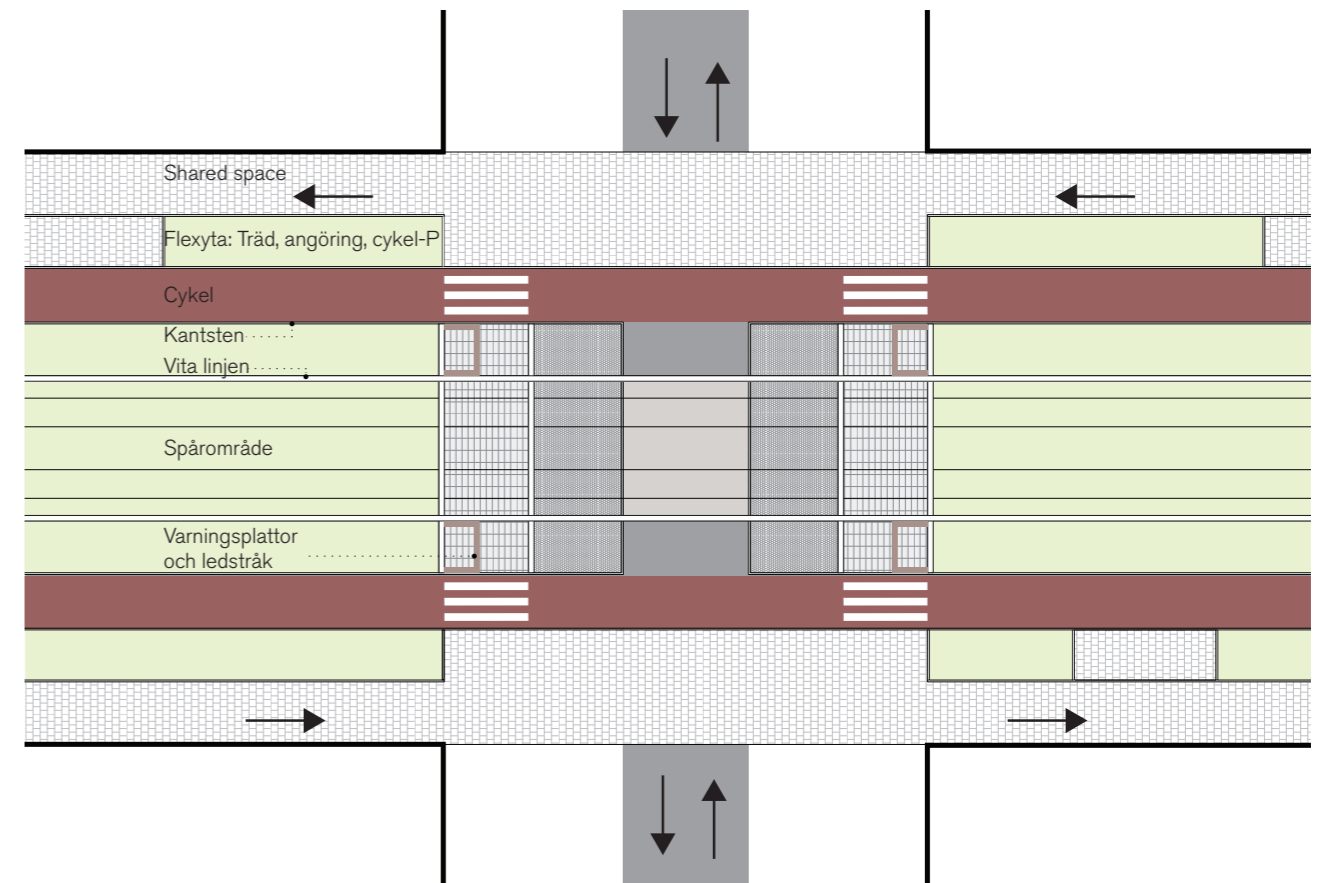 Shared space
Flexyta: Träd, angöring, cykel-P
Cykel
Kantsten
Vita linjen
Spårområde
Varningsplattor
och ledstråk